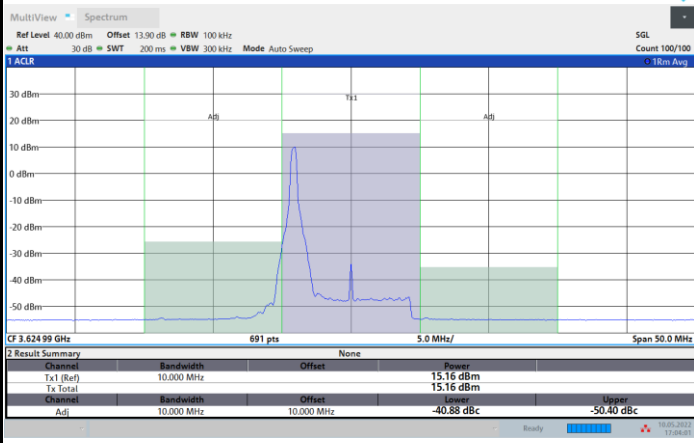 MultiView Spectrum
Ref Level 40.00 dBm Offset 13.90 dB RBW 100 kHz SGL
Att 30 dB SWT 200 ms VBW 300 kHz Mode Auto Sweep Count 100/100
1 ACLR 1Rm Avg
30 dBm
Tx1
20 dBm
Adj Adj
10 dBm
0 dBm
-10 dBm
-20 dBm
-30 dBm
-40 dBm
-50 dBm
CF 3.624 99 GHz 691 pts 5.0 MHz/ Span 50.0 MHz
2 Result Summary None
Channel Bandwidth Offset Power
Tx1 (Ref) 10.000 MHz 15.16 dBm
Tx Total 15.16 dBm
Channel Bandwidth Offset Lower Upper
Adj 10.000 MHz 10.000 MHz -40.88 dBc -50.40 dBc
Ready 10.05.2022
17:04:01